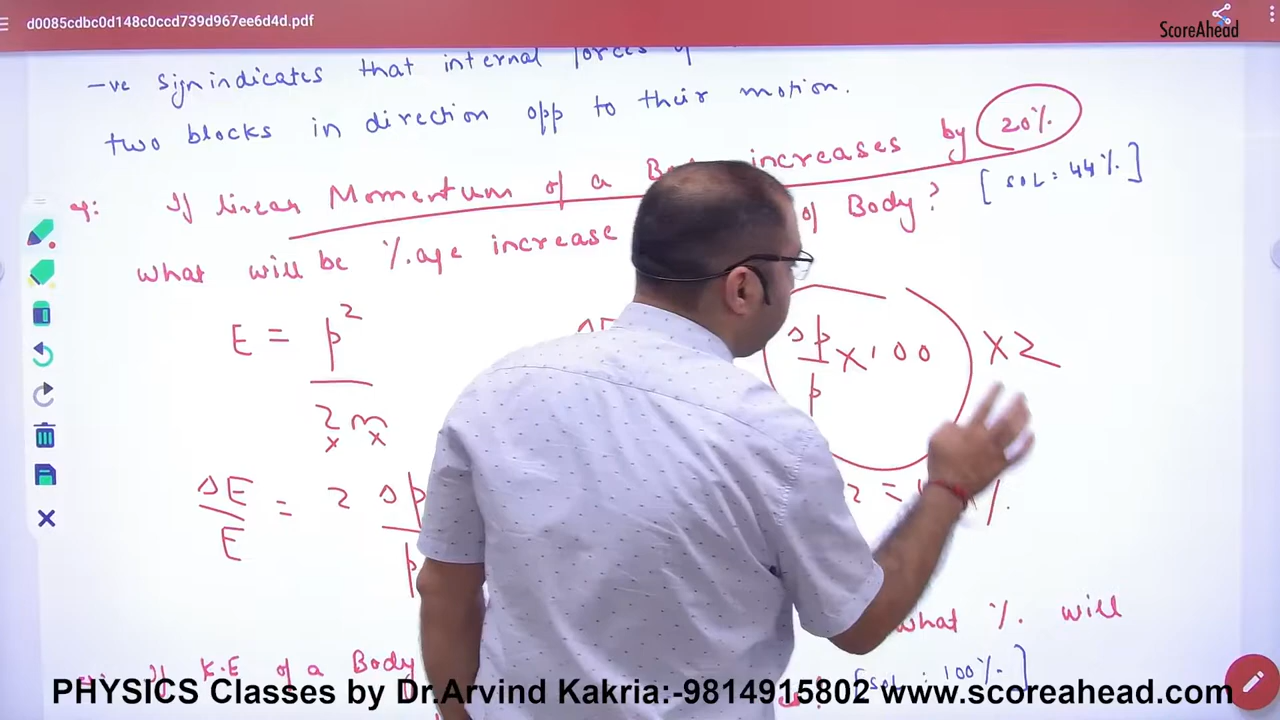 d0085cdbc0d148c0ccd739d967ee6d4d.pdf
ScoreAhead
-ve sign indicates that internal forces of
two blocks in direction opp to their motion.
If linear Momentum of a Body increases by 20%.
What will be %age increase of Body? [SOL: 44%]
E = p²
2m
ΔE
Δp × 100 × 2
p
ΔE = 2 Δp
E p
2 =
what % will
If K.E of a Body
[SOL: 100%]
PHYSICS Classes by Dr.Arvind Kakria:-9814915802 www.scoreahead.com